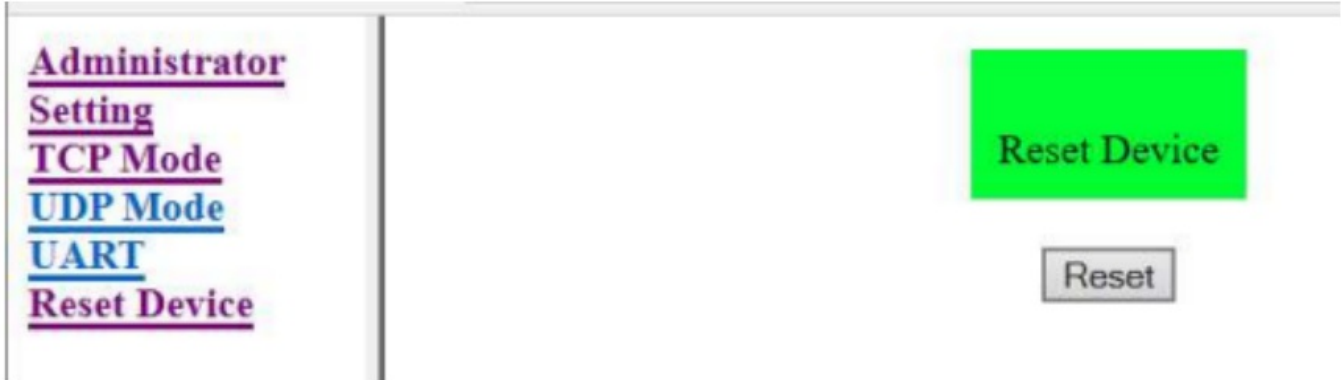 Administrator
Setting
TCP Mode
UDP Mode
UART
Reset Device
Reset Device
Reset